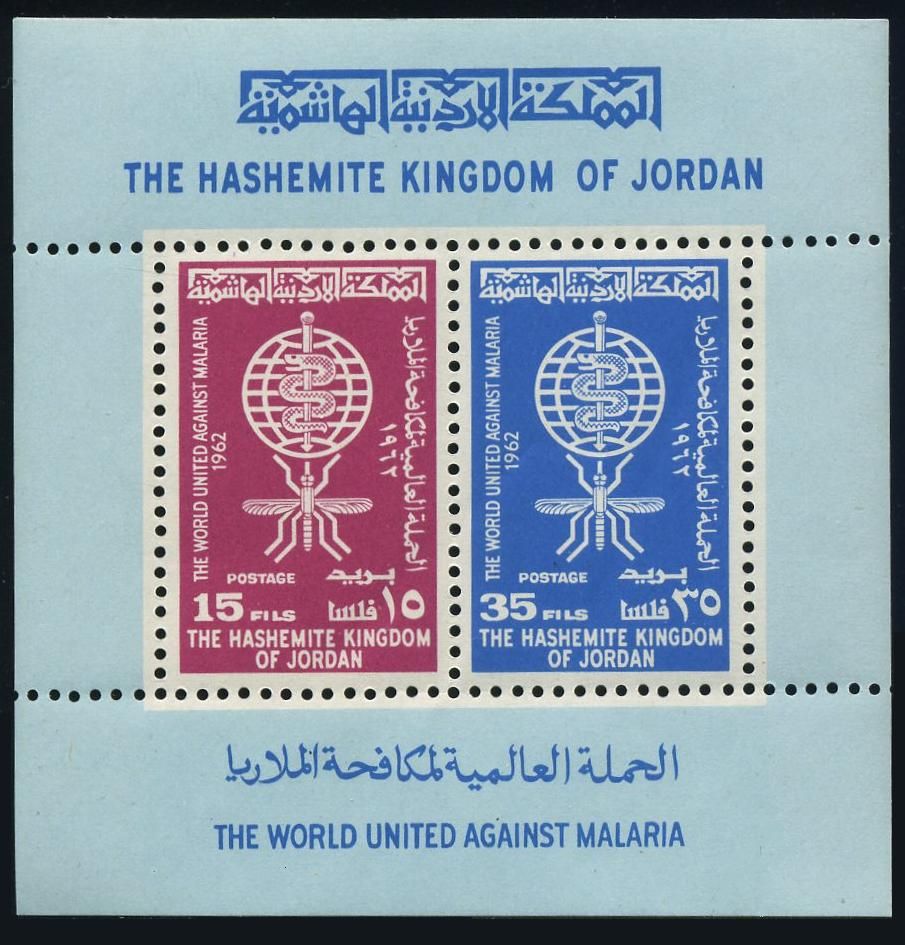 المملكة الاردنية الهاشمية
THE HASHEMITE KINGDOM OF JORDAN
المملكة الاردنية الهاشمية
THE WORLD UNITED AGAINST MALARIA
1962
الحملة العالمية لمكافحة الملاريا
١٩٦٢
POSTAGE بريد
15 FILS ١٥ فلسا
THE HASHEMITE KINGDOM
OF JORDAN
المملكة الاردنية الهاشمية
THE WORLD UNITED AGAINST MALARIA
1962
الحملة العالمية لمكافحة الملاريا
١٩٦٢
POSTAGE بريد
35 FILS ٣٥ فلسا
THE HASHEMITE KINGDOM
OF JORDAN
الحملة العالمية لمكافحة الملاريا
THE WORLD UNITED AGAINST MALARIA